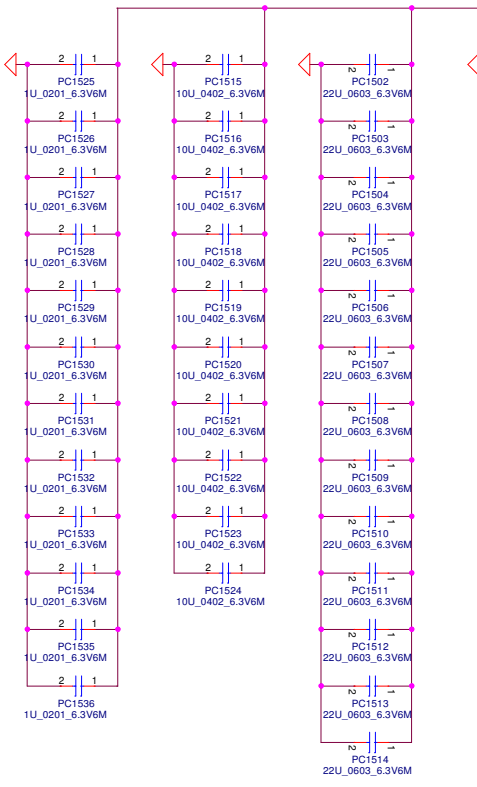 2 1
PC1525
1U_0201_6.3V6M
2 1
PC1526
1U_0201_6.3V6M
2 1
PC1527
1U_0201_6.3V6M
2 1
PC1528
1U_0201_6.3V6M
2 1
PC1529
1U_0201_6.3V6M
2 1
PC1530
1U_0201_6.3V6M
2 1
PC1531
1U_0201_6.3V6M
2 1
PC1532
1U_0201_6.3V6M
2 1
PC1533
1U_0201_6.3V6M
2 1
PC1534
1U_0201_6.3V6M
2 1
PC1535
1U_0201_6.3V6M
2 1
PC1536
1U_0201_6.3V6M
2 1
PC1515
10U_0402_6.3V6M
2 1
PC1516
10U_0402_6.3V6M
2 1
PC1517
10U_0402_6.3V6M
2 1
PC1518
10U_0402_6.3V6M
2 1
PC1519
10U_0402_6.3V6M
2 1
PC1520
10U_0402_6.3V6M
2 1
PC1521
10U_0402_6.3V6M
2 1
PC1522
10U_0402_6.3V6M
2 1
PC1523
10U_0402_6.3V6M
2 1
PC1524
10U_0402_6.3V6M
2 1
PC1502
22U_0603_6.3V6M
2 1
PC1503
22U_0603_6.3V6M
2 1
PC1504
22U_0603_6.3V6M
2 1
PC1505
22U_0603_6.3V6M
2 1
PC1506
22U_0603_6.3V6M
2 1
PC1507
22U_0603_6.3V6M
2 1
PC1508
22U_0603_6.3V6M
2 1
PC1509
22U_0603_6.3V6M
2 1
PC1510
22U_0603_6.3V6M
2 1
PC1511
22U_0603_6.3V6M
2 1
PC1512
22U_0603_6.3V6M
2 1
PC1513
22U_0603_6.3V6M
2 1
PC1514
22U_0603_6.3V6M